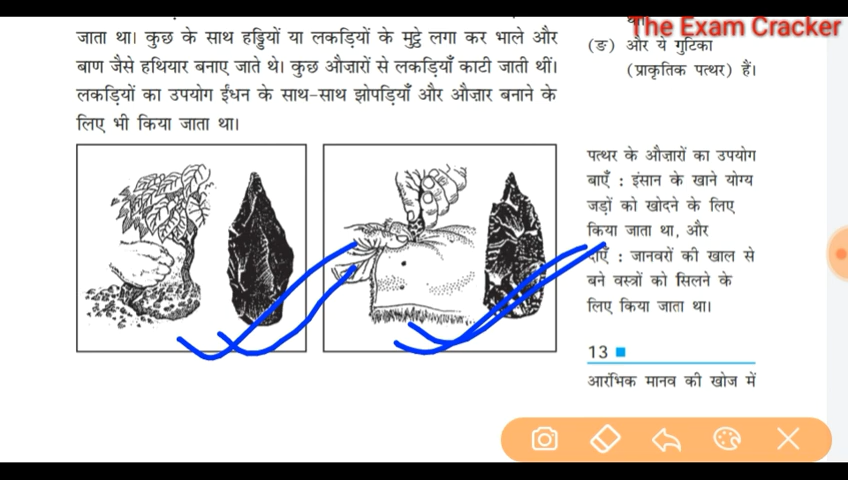 जाता था। कुछ के साथ हड्डियों या लकड़ियों के मुट्ठे लगा कर भाले और
बाण जैसे हथियार बनाए जाते थे। कुछ औज़ारों से लकड़ियाँ काटी जाती थीं।
लकड़ियों का उपयोग ईंधन के साथ-साथ झोपड़ियाँ और औज़ार बनाने के
लिए भी किया जाता था।
The Exam Cracker
(ङ) और ये गुटिका
(प्राकृतिक पत्थर) हैं।
पत्थर के औज़ारों का उपयोग
बाएँ : इंसान के खाने योग्य
जड़ों को खोदने के लिए
किया जाता था, और
दाएँ : जानवरों की खाल से
बने वस्त्रों को सिलने के
लिए किया जाता था।
13
आरंभिक मानव की खोज में